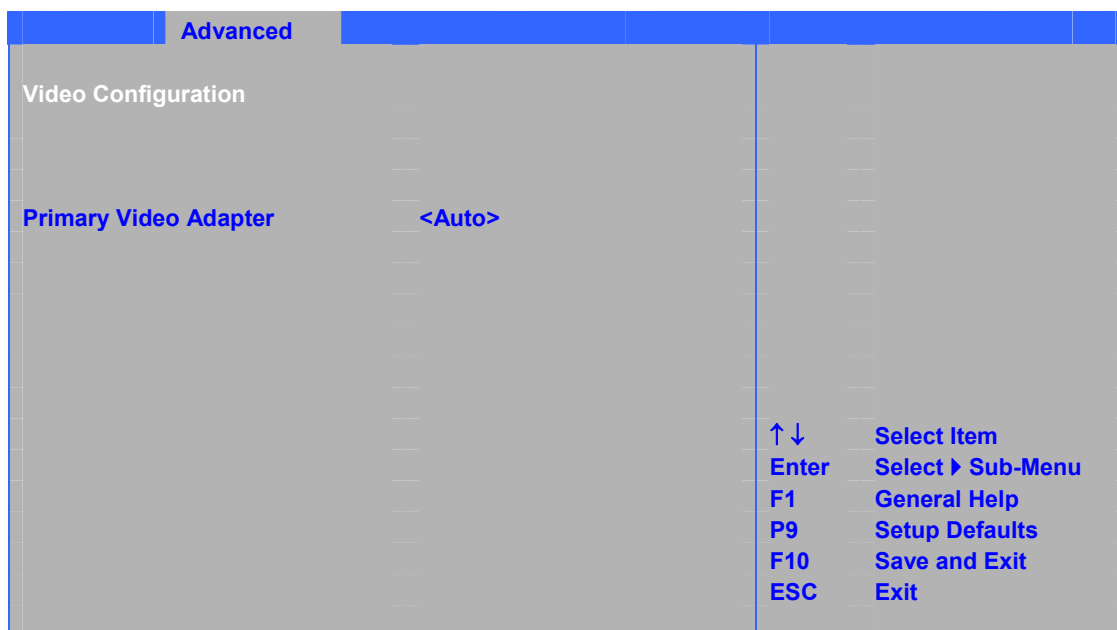 Advanced
Video Configuration
Primary Video Adapter <Auto>
↑↓ Select Item
Enter Select ▶ Sub-Menu
F1 General Help
P9 Setup Defaults
F10 Save and Exit
ESC Exit